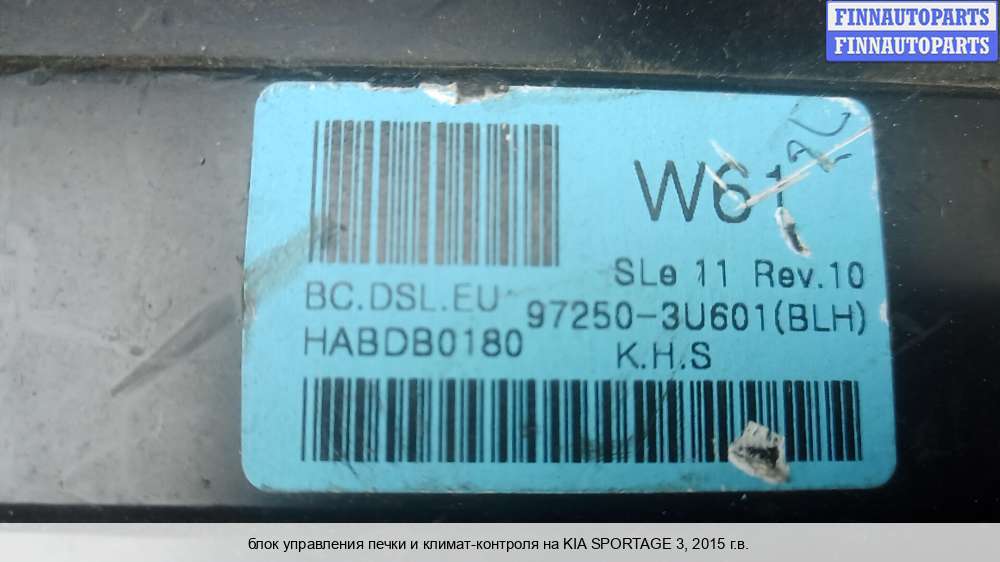 FINNAUTOPARTS
FINNAUTOPARTS
W61
SLe 11 Rev.10
BC.DSL.EU
97250-3U601(BLH)
HABDB0180
K.H.S
блок управления печки и климат-контроля на KIA SPORTAGE 3, 2015 г.в.